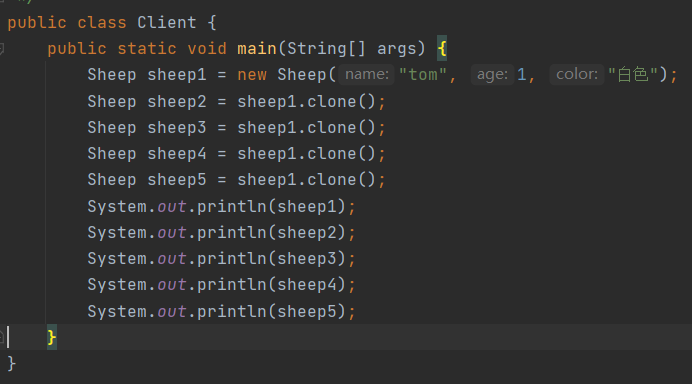 public class Client {
public static void main(String[] args) {
Sheep sheep1 = new Sheep( name: "tom", age: 1, color: "白色");
Sheep sheep2 = sheep1.clone();
Sheep sheep3 = sheep1.clone();
Sheep sheep4 = sheep1.clone();
Sheep sheep5 = sheep1.clone();
System.out.println(sheep1);
System.out.println(sheep2);
System.out.println(sheep3);
System.out.println(sheep4);
System.out.println(sheep5);
}
}